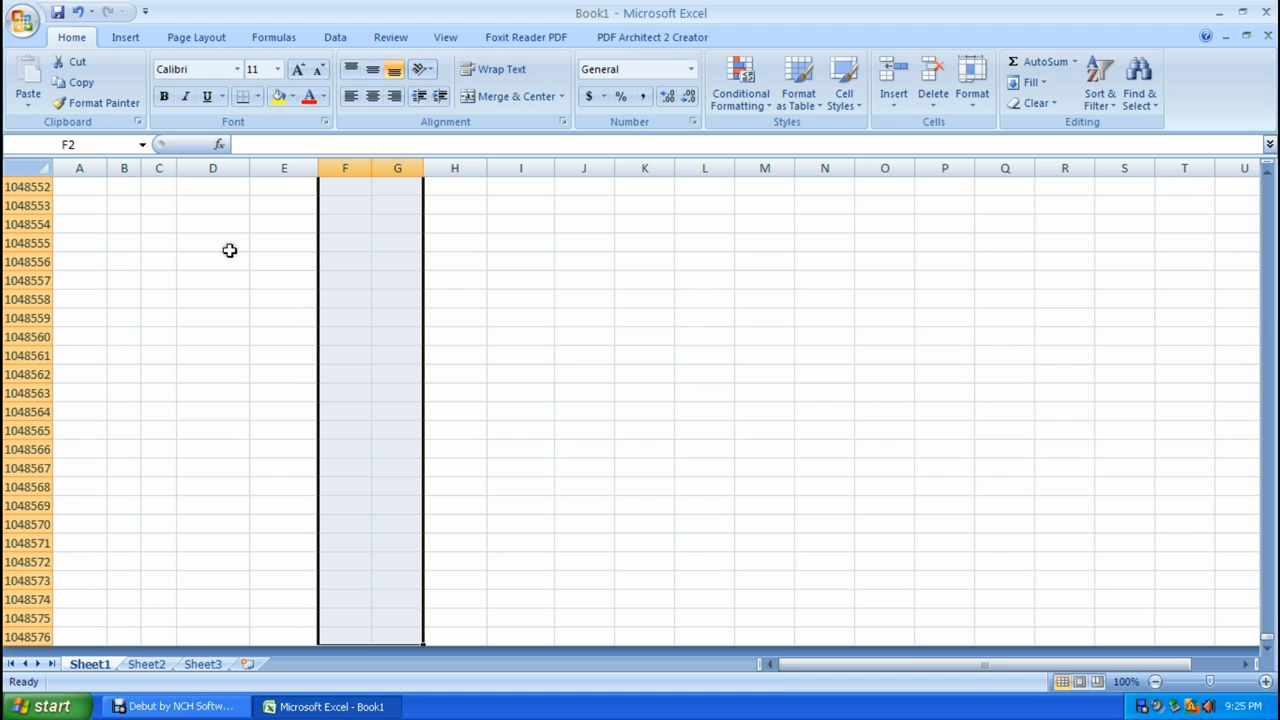 Book1 - Microsoft Excel
Home Insert Page Layout Formulas Data Review View Foxit Reader PDF PDF Architect 2 Creator
Paste
Cut
Copy
Format Painter
Clipboard
Calibri 11
B I U
Font
Wrap Text
Merge & Center
Alignment
General
$ % ,
Number
Conditional Formatting
Format as Table
Cell Styles
Styles
Insert
Delete
Format
Cells
Σ AutoSum
Fill
Clear
Sort & Filter
Find & Select
Editing
F2 fx
A B C D E F G H I J K L M N O P Q R S T U
1048552
1048553
1048554
1048555
1048556
1048557
1048558
1048559
1048560
1048561
1048562
1048563
1048564
1048565
1048566
1048567
1048568
1048569
1048570
1048571
1048572
1048573
1048574
1048575
1048576
Sheet1 Sheet2 Sheet3
Ready 100%
start Debut by NCH Softw... Microsoft Excel - Book1 9:25 PM